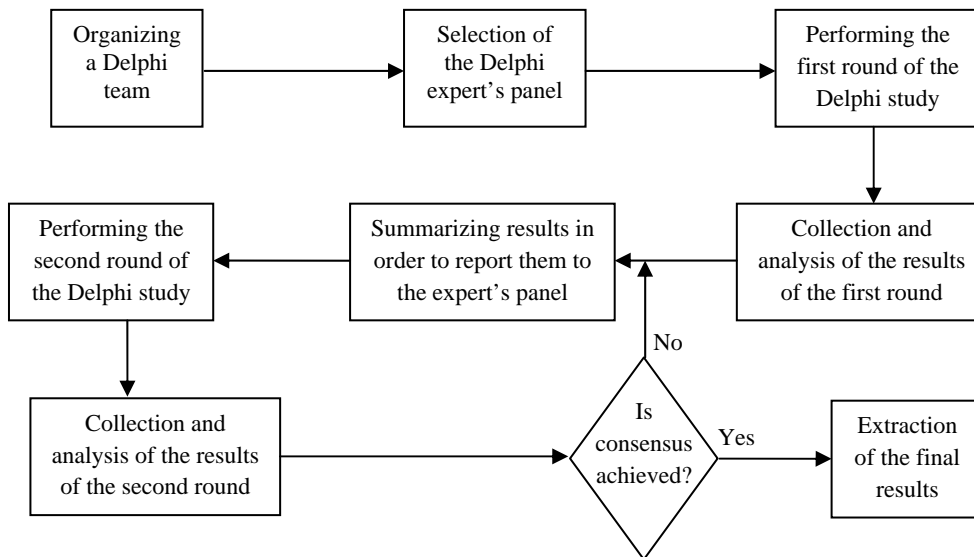 Organizing
a Delphi
team
Selection of
the Delphi
expert's panel
Performing the
first round of the
Delphi study
Performing the
second round of
the Delphi study
Summarizing results in
order to report them to
the expert's panel
Collection and
analysis of the results
of the first round
No
Collection and
analysis of the results
of the second round
Is
consensus
achieved?
Yes
Extraction
of the final
results